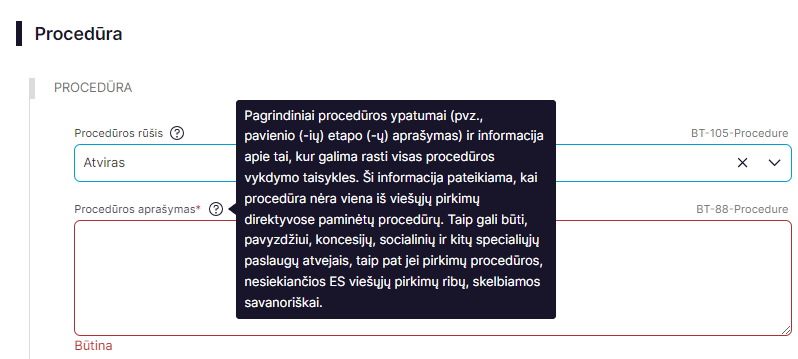 Procedūra
PROCEDŪRA
Procedūros rūšis ?
BT-105-Procedure
Atviras
Procedūros aprašymas* ?
BT-88-Procedure
Pagrindiniai procedūros ypatumai (pvz.,
pavienio (-ių) etapo (-ų) aprašymas) ir informacija
apie tai, kur galima rasti visas procedūros
vykdymo taisykles. Ši informacija pateikiama, kai
procedūra nėra viena iš viešųjų pirkimų
direktyvose paminėtų procedūrų. Taip gali būti,
pavyzdžiui, koncesijų, socialinių ir kitų specialiųjų
paslaugų atvejais, taip pat jei pirkimų procedūros,
nesiekiančios ES viešųjų pirkimų ribų, skelbiamos
savanoriškai.
Būtina